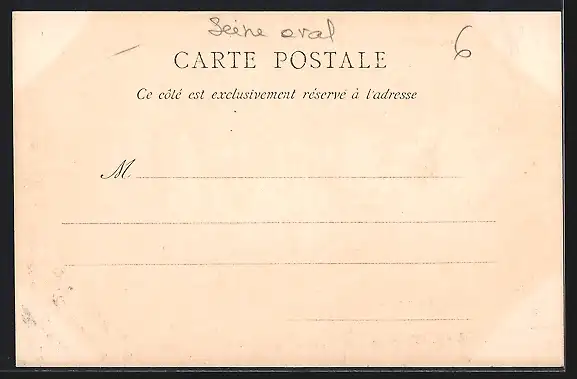 Seine oval
6
CARTE POSTALE
Ce côté est exclusivement réservé à l'adresse
M.